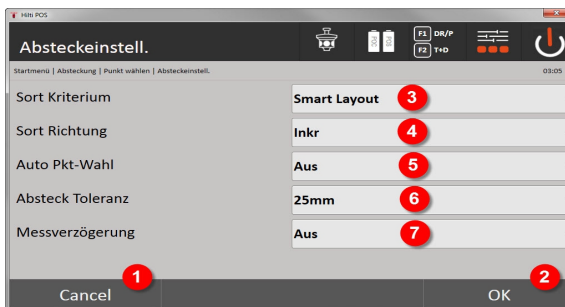 Hilti POS
Absteckeinstell.
POC
POS
F1 DR/P
F2 T+D
Startmenü | Absteckung | Punkt wählen | Absteckeinstell.
03:05
Sort Kriterium
Smart Layout
3
Sort Richtung
Inkr
4
Auto Pkt-Wahl
Aus
5
Absteck Toleranz
25mm
6
Messverzögerung
Aus
7
1
2
Cancel
OK